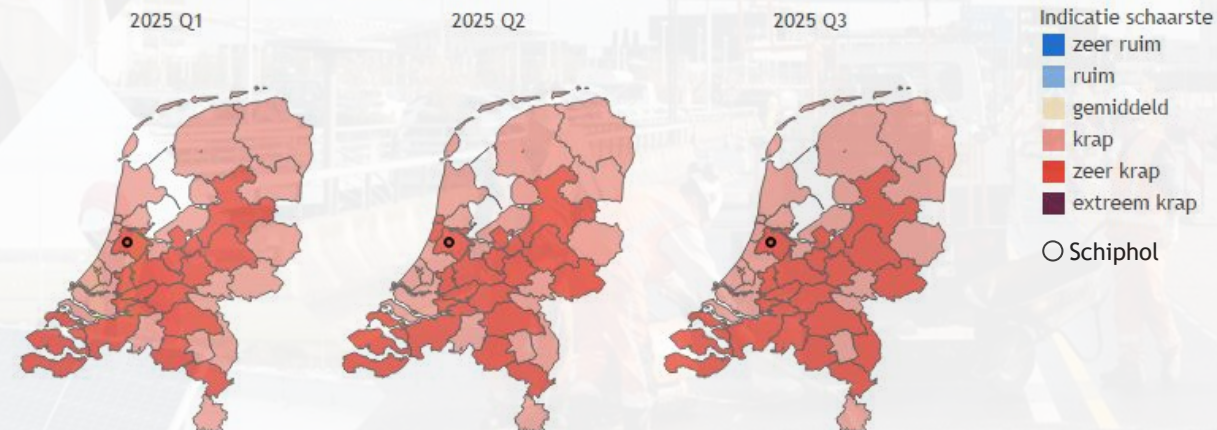 2025 Q1
2025 Q2
2025 Q3
Indicatie schaarste
zeer ruim
ruim
gemiddeld
krap
zeer krap
extreem krap
Schiphol